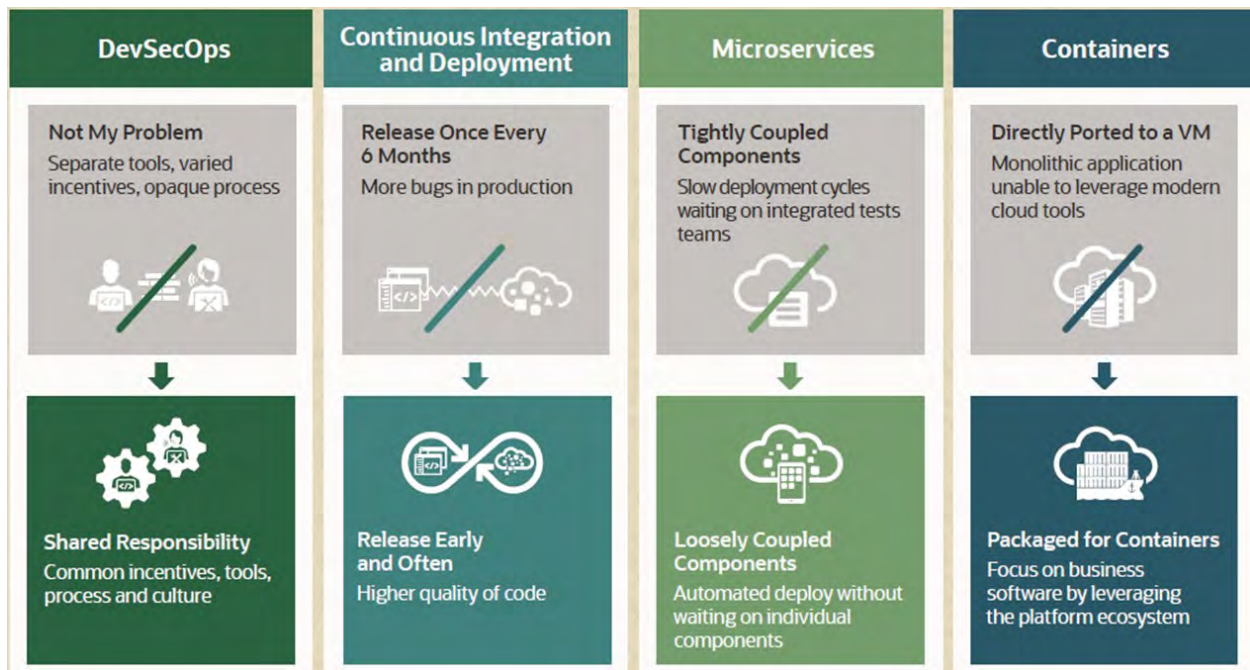 DevSecOps
Not My Problem
Separate tools, varied
incentives, opaque process
Shared Responsibility
Common incentives, tools,
process and culture
Continuous Integration
and Deployment
Release Once Every
6 Months
More bugs in production
Release Early
and Often
Higher quality of code
Microservices
Tightly Coupled
Components
Slow deployment cycles
waiting on integrated tests
teams
Loosely Coupled
Components
Automated deploy without
waiting on individual
components
Containers
Directly Ported to a VM
Monolithic application
unable to leverage modern
cloud tools
Packaged for Containers
Focus on business
software by leveraging
the platform ecosystem